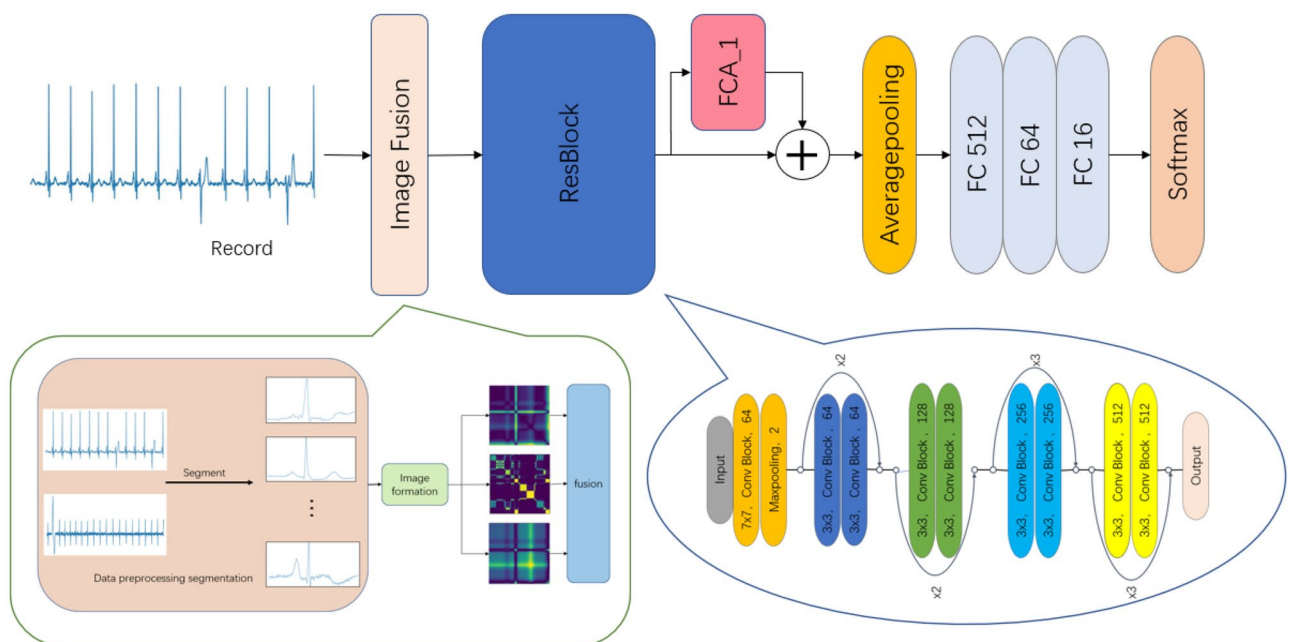 Record
Image Fusion
ResBlock
FCA_1
+
Averagepooling
FC 512
FC 64
FC 16
Softmax
Segment
...
Data preprocessing segmentation
Image
formation
fusion
Input
7x7, Conv Block, 64
Maxpooling, 2
x2
3x3, Conv Block, 64
3x3, Conv Block, 64
3x3, Conv Block, 128
3x3, Conv Block, 128
x2
x3
3x3, Conv Block, 256
3x3, Conv Block, 256
3x3, Conv Block, 512
3x3, Conv Block, 512
x3
Output